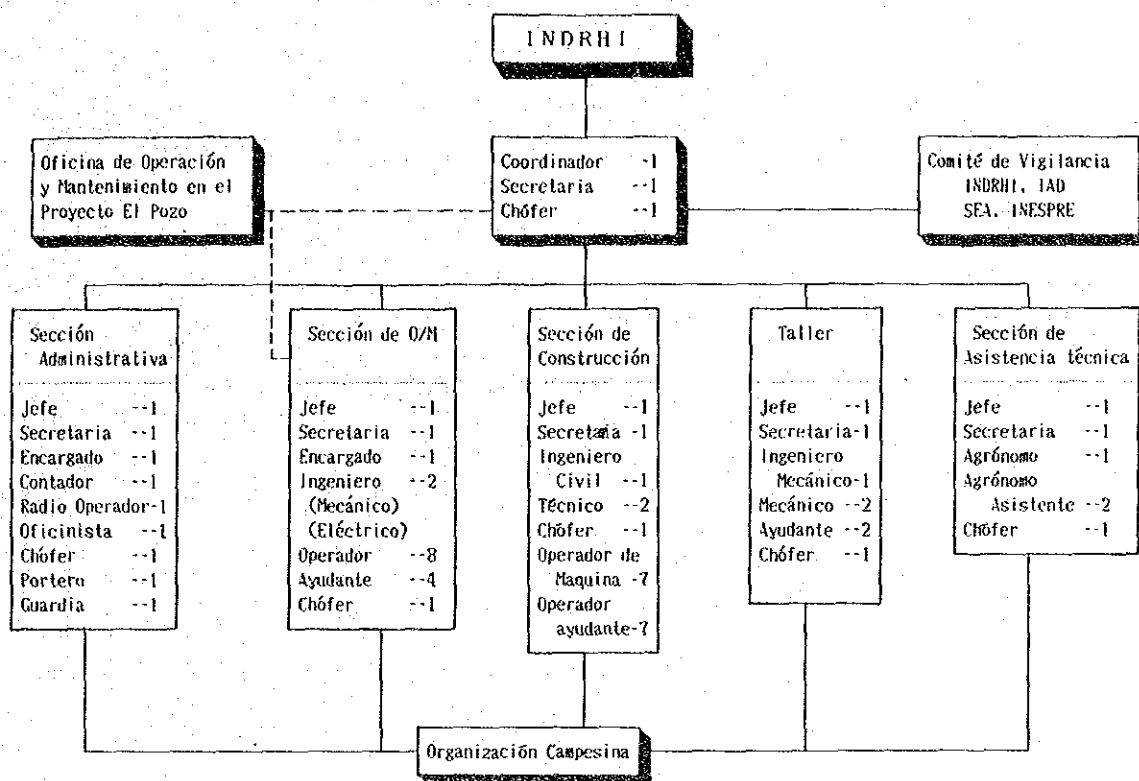 INDRHI
Oficina de Operación
y Mantenimiento en el
Proyecto El Pozo
Coordinador --1
Secretaria --1
Chófer --1
Comité de Vigilancia
INDRHI, IAD
SEA, INESPRE
Sección
Administrativa
Jefe --1
Secretaria --1
Encargado --1
Contador --1
Radio Operador-1
Oficinista --1
Chófer --1
Portero --1
Guardia --1
Sección de O/M
Jefe --1
Secretaria --1
Encargado --1
Ingeniero --2
(Mecánico)
(Eléctrico)
Operador --8
Ayudante --4
Chófer --1
Sección de
Construcción
Jefe --1
Secretaria -1
Ingeniero
Civil --1
Técnico --2
Chófer --1
Operador de
Maquina -7
Operador
ayudante-7
Taller
Jefe --1
Secretaria-1
Ingeniero
Mecánico-1
Mecánico --2
Ayudante --2
Chófer --1
Sección de
Asistencia técnica
Jefe --1
Secretaria --1
Agrónomo --1
Agrónomo
Asistente --2
Chófer --1
Organización Campesina